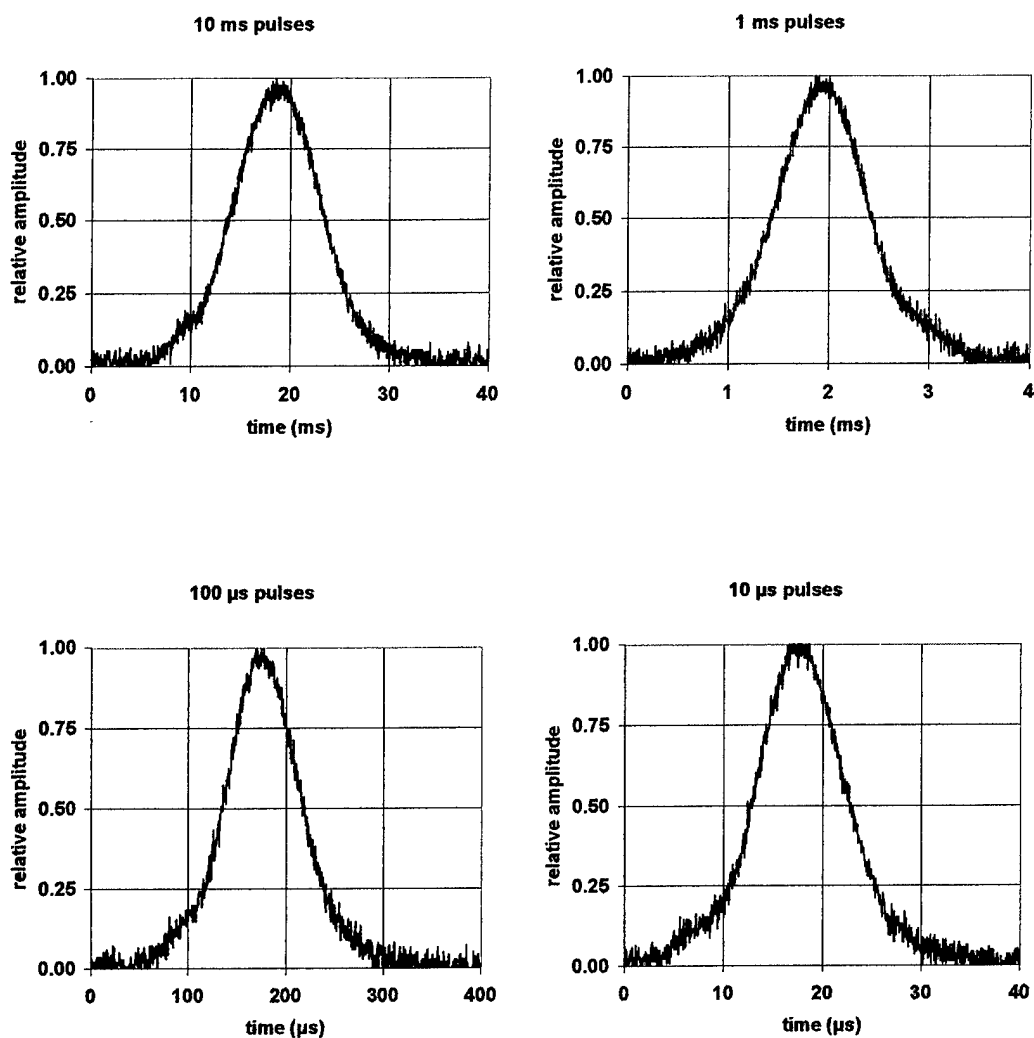 10 ms pulses
1.00
0.75
0.50
0.25
0.00
relative amplitude
0 10 20 30 40
time (ms)
1 ms pulses
1.00
0.75
0.50
0.25
0.00
relative amplitude
0 1 2 3 4
time (ms)
100 µs pulses
1.00
0.75
0.50
0.25
0.00
relative amplitude
0 100 200 300 400
time (µs)
10 µs pulses
1.00
0.75
0.50
0.25
0.00
relative amplitude
0 10 20 30 40
time (µs)